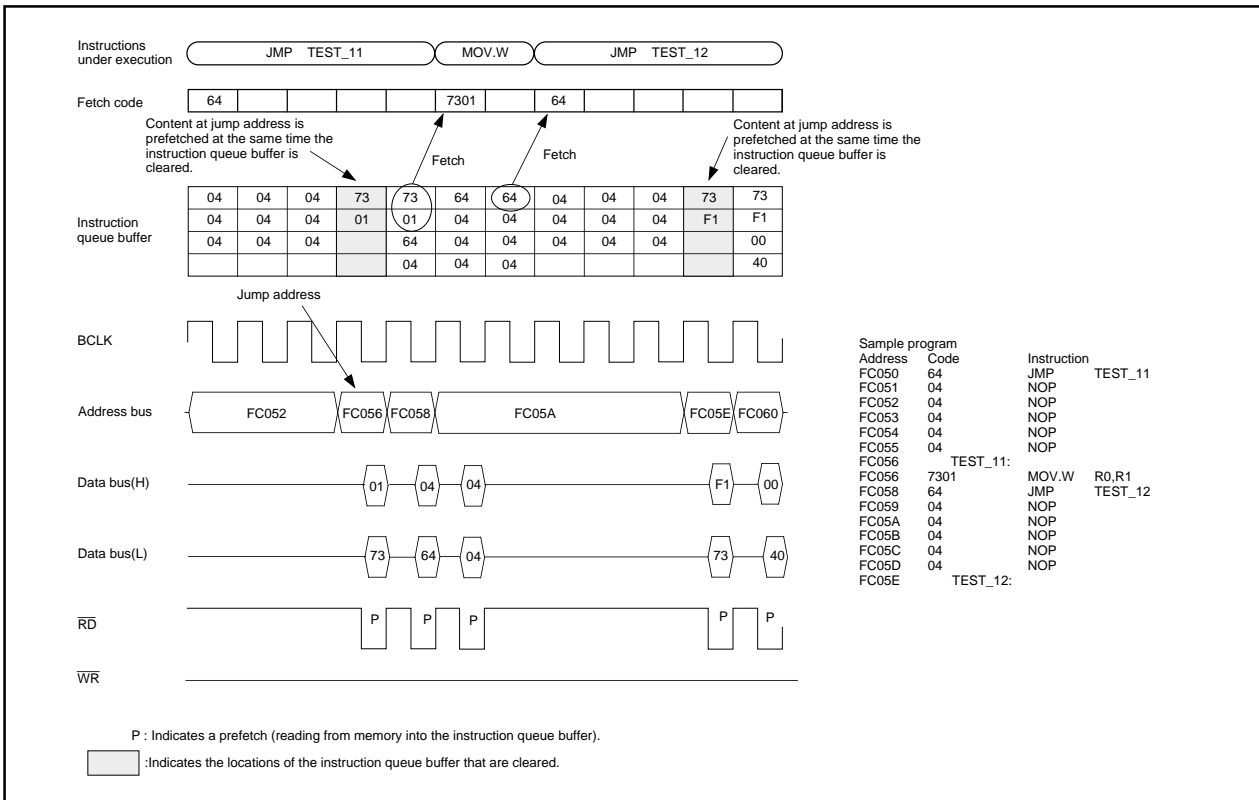 Instructions
under execution
JMP TEST_11 MOV.W JMP TEST_12
Fetch code
64 7301 64
Content at jump address is
prefetched at the same time the
instruction queue buffer is
cleared.
Fetch
Fetch
Content at jump address is
prefetched at the same time the
instruction queue buffer is
cleared.
Instruction
queue buffer
04 04 04 73 73 64 64 04 04 04 73 73
04 04 04 01 01 04 04 04 04 04 F1 F1
04 04 04 64 04 04 04 04 04 00
04 04 04 40
Jump address
BCLK
Address bus
FC052 FC056 FC058 FC05A FC05E FC060
Data bus(H)
01 04 04 F1 00
Data bus(L)
73 64 04 73 40
RD
P P P P P
WR
Sample program
Address Code Instruction
FC050 64 JMP TEST_11
FC051 04 NOP
FC052 04 NOP
FC053 04 NOP
FC054 04 NOP
FC055 04 NOP
FC056 TEST_11:
FC056 7301 MOV.W R0,R1
FC058 64 JMP TEST_12
FC059 04 NOP
FC05A 04 NOP
FC05B 04 NOP
FC05C 04 NOP
FC05D 04 NOP
FC05E TEST_12:
P : Indicates a prefetch (reading from memory into the instruction queue buffer).
:Indicates the locations of the instruction queue buffer that are cleared.